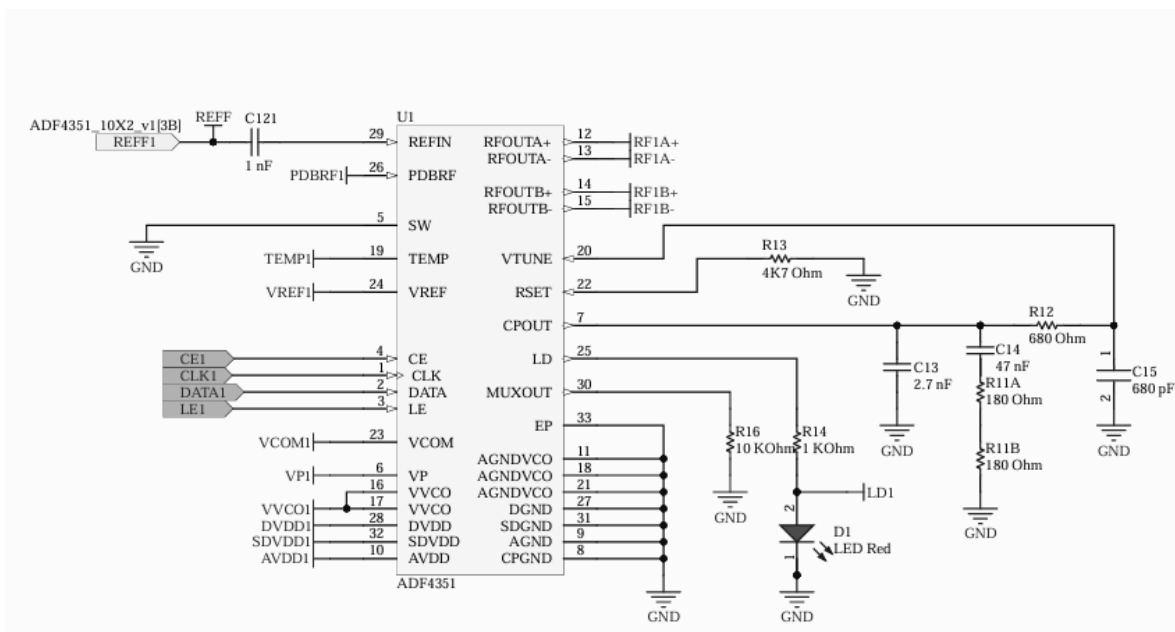 U1
ADF4351_10X2_v1[3B]
REFF
C121
REFF1
1 nF
29
REFIN
PDBRF1
26
PDBRF
5
SW
GND
TEMP1
19
TEMP
VREF1
24
VREF
CE1
4
CE
CLK1
1
CLK
DATA1
2
DATA
LE1
3
LE
VCOM1
23
VCOM
VP1
6
VP
16
VVCO
VVCO1
17
VVCO
DVDD1
28
DVDD
SDVDD1
32
SDVDD
AVDD1
10
AVDD
ADF4351
RFOUTA+
12
RF1A+
RFOUTA-
13
RF1A-
RFOUTB+
14
RF1B+
RFOUTB-
15
RF1B-
VTUNE
20
RSET
22
R13
4K7 Ohm
GND
CPOUT
7
R12
680 Ohm
LD
25
MUXOUT
30
EP
33
AGNDVCO
11
AGNDVCO
18
AGNDVCO
21
DGND
27
SDGND
31
AGND
9
CPGND
8
GND
R16
10 KOhm
GND
R14
1 KOhm
LD1
2
D1
LED Red
1
GND
C13
2.7 nF
GND
C14
47 nF
R11A
180 Ohm
R11B
180 Ohm
GND
1
C15
680 pF
2
GND